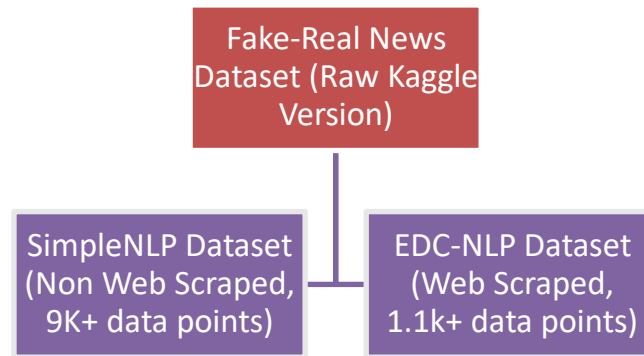 Fake-Real News
Dataset (Raw Kaggle
Version)
SimpleNLP Dataset
(Non Web Scraped,
9K+ data points)
EDC-NLP Dataset
(Web Scraped,
1.1k+ data points)